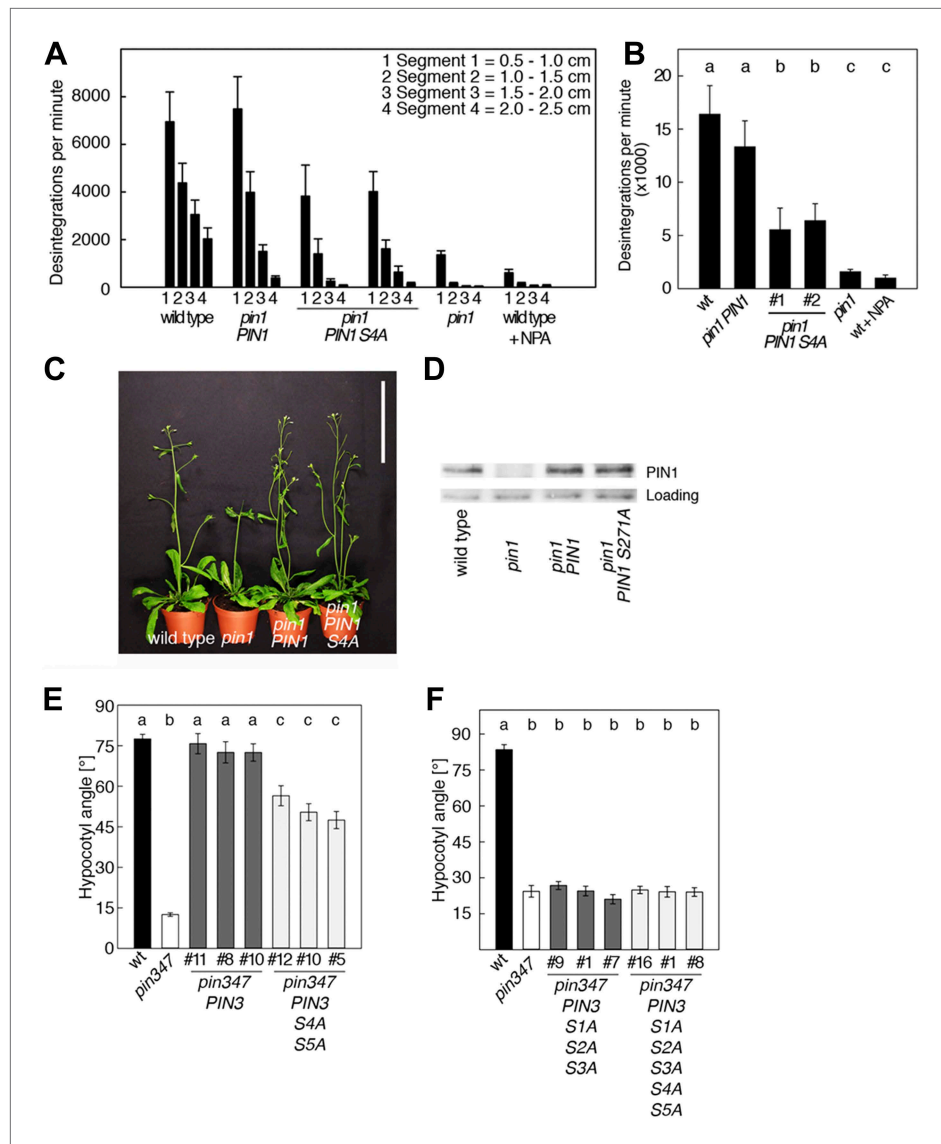 A
Desintegrations per minute
8000
6000
4000
2000
0
1 Segment 1 = 0.5 - 1.0 cm
2 Segment 2 = 1.0 - 1.5 cm
3 Segment 3 = 1.5 - 2.0 cm
4 Segment 4 = 2.0 - 2.5 cm
1 2 3 4 1 2 3 4 1 2 3 4 1 2 3 4 1 2 3 4 1 2 3 4
wild type pin1 pin1 pin1 wild type
PIN1 PIN1 S4A + NPA
B
Desintegrations per minute
(x1000)
20
15
10
5
0
a a b b c c
wt pin1 PIN1 #1 #2 pin1 wt + NPA
pin1
PIN1 S4A
C
wild type pin1 pin1 pin1
PIN1 PIN1
S4A
D
PIN1
Loading
wild type
pin1
pin1
PIN1
pin1
PIN1 S271A
E
Hypocotyl angle [°]
90
75
60
45
30
15
0
a b a a a c c c
wt pin347 #11 #8 #10 #12 #10 #5
pin347 pin347
PIN3 PIN3
S4A
S5A
F
Hypocotyl angle [°]
90
75
60
45
30
15
a b b b b b b b
wt pin347 #9 #1 #7 #16 #1 #8
pin347 pin347
PIN3 PIN3
S1A S1A
S2A S2A
S3A S3A
S4A
S5A